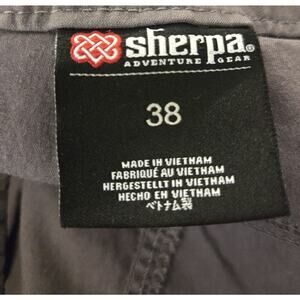 sherpa®
ADVENTURE GEAR
38
MADE IN VIETNAM
FABRIQUÉ AU VIETNAM
HERGESTELLT IN VIETNAM
HECHO EN VIETNAM
ベトナム製